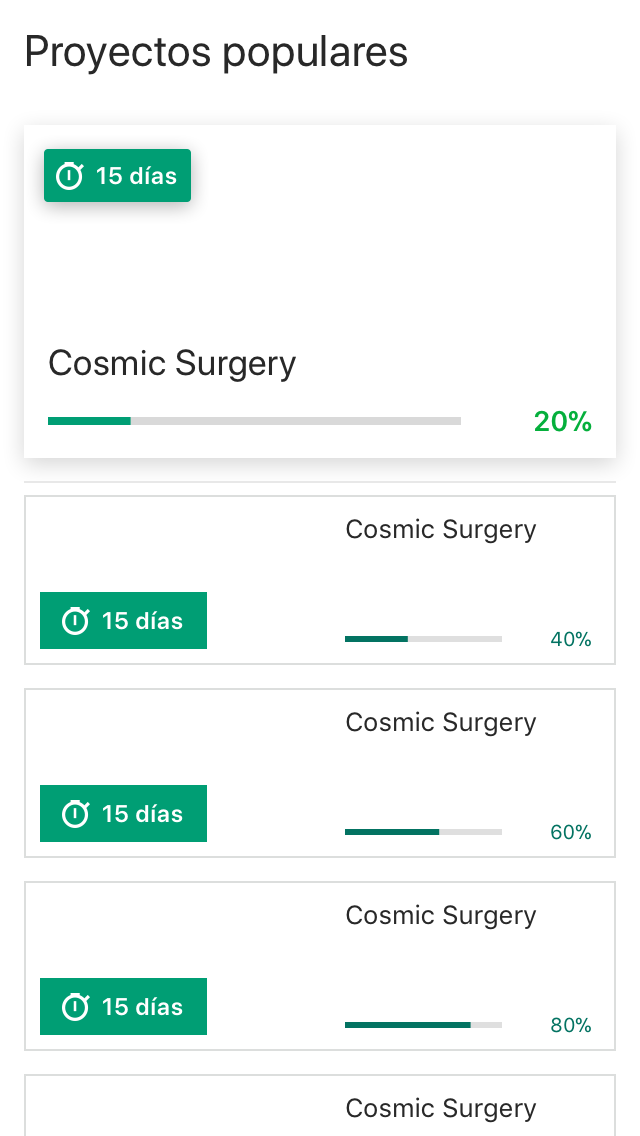 Proyectos populares
15 días
Cosmic Surgery
20%
Cosmic Surgery
15 días
40%
Cosmic Surgery
15 días
60%
Cosmic Surgery
15 días
80%
Cosmic Surgery